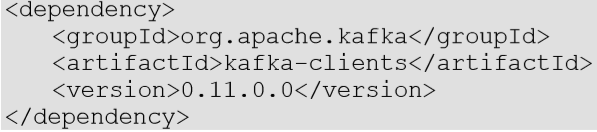 <dependency>
    <groupId>org.apache.kafka</groupId>
    <artifactId>kafka-clients</artifactId>
    <version>0.11.0.0</version>
</dependency>